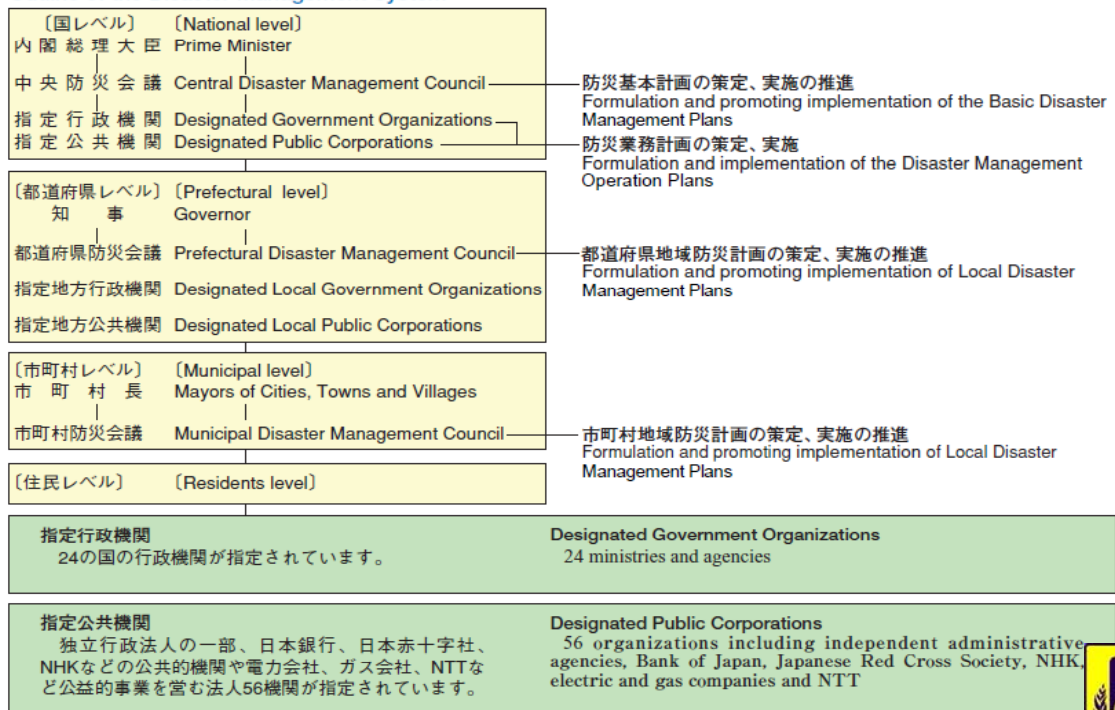 〔国レベル〕 〔National level〕
内閣総理大臣 Prime Minister
中央防災会議 Central Disaster Management Council
防災基本計画の策定、実施の推進
Formulation and promoting implementation of the Basic Disaster
Management Plans
指定行政機関 Designated Government Organizations
指定公共機関 Designated Public Corporations
防災業務計画の策定、実施
Formulation and implementation of the Disaster Management
Operation Plans
〔都道府県レベル〕 〔Prefectural level〕
知事 Governor
都道府県防災会議 Prefectural Disaster Management Council
都道府県地域防災計画の策定、実施の推進
Formulation and promoting implementation of Local Disaster
Management Plans
指定地方行政機関 Designated Local Government Organizations
指定地方公共機関 Designated Local Public Corporations
〔市町村レベル〕 〔Municipal level〕
市町村長 Mayors of Cities, Towns and Villages
市町村防災会議 Municipal Disaster Management Council
市町村地域防災計画の策定、実施の推進
Formulation and promoting implementation of Local Disaster
Management Plans
〔住民レベル〕 〔Residents level〕
指定行政機関
24の国の行政機関が指定されています。
Designated Government Organizations
24 ministries and agencies
指定公共機関
独立行政法人の一部、日本銀行、日本赤十字社、
NHKなどの公共的機関や電力会社、ガス会社、NTTな
ど公益的事業を営む法人56機関が指定されています。
Designated Public Corporations
56 organizations including independent administrative
agencies, Bank of Japan, Japanese Red Cross Society, NHK,
electric and gas companies and NTT